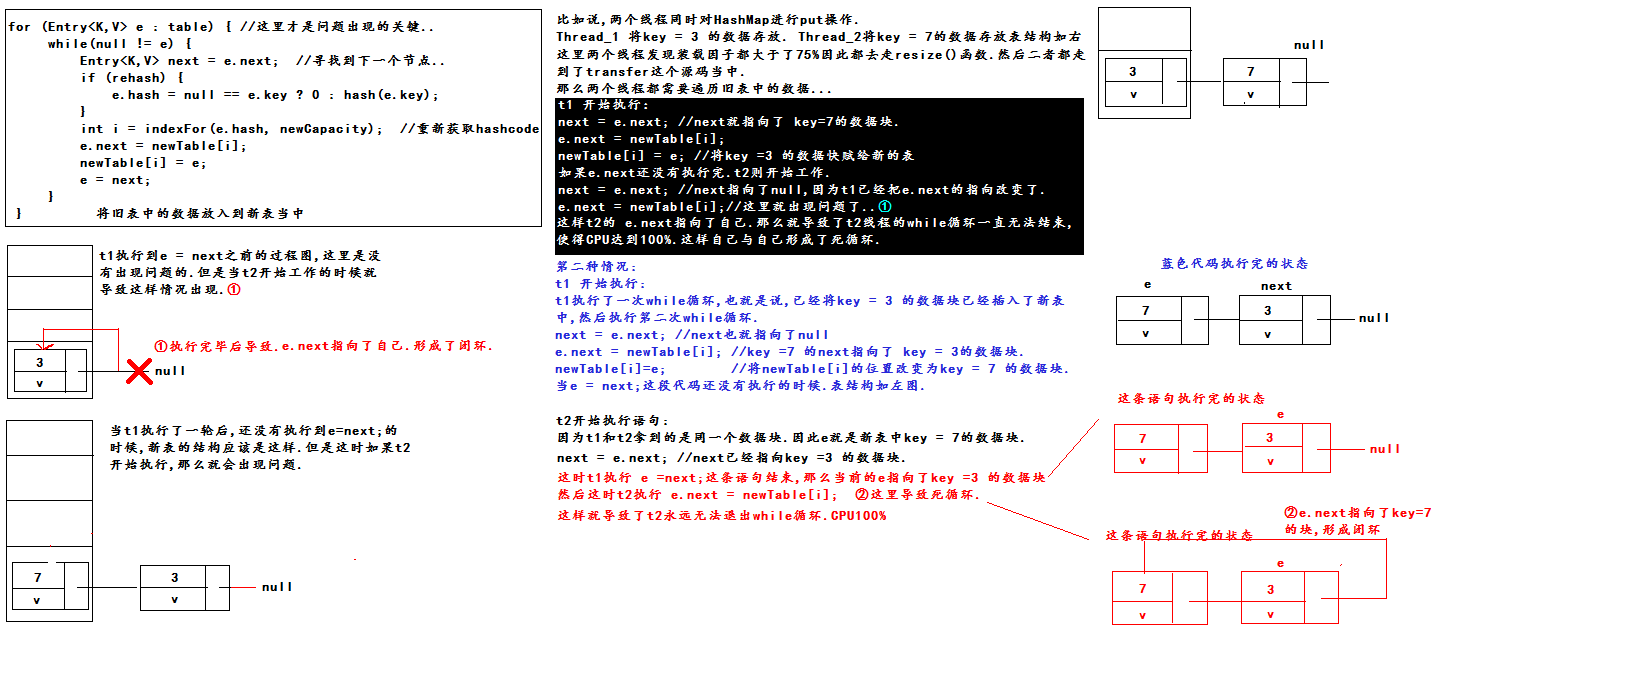 for (Entry<K,V> e : table) { //这里才是问题出现的关键..
while(null != e) {
Entry<K,V> next = e.next; //寻找到下一个节点..
if (rehash) {
e.hash = null == e.key ? 0 : hash(e.key);
}
int i = indexFor(e.hash, newCapacity); //重新获取hashcode
e.next = newTable[i];
newTable[i] = e;
e = next;
}
} 将旧表中的数据放入到新表当中
t1执行到e = next之前的过程图,这里是没
有出现问题的.但是当t2开始工作的时候就
导致这样情况出现.①
①执行完毕后导致.e.next指向了自己.形成了闭环.
3
v
null
当t1执行了一轮后,还没有执行到e=next;的
时候,新表的结构应该是这样.但是这时如果t2
开始执行,那么就会出现问题.
7
v
3
v
null
比如说,两个线程同时对HashMap进行put操作.
Thread_1 将key = 3 的数据存放. Thread_2将key = 7的数据存放表结构如右
这里两个线程发现装载因子都大于了75%因此都去走resize()函数.然后二者都走
到了transfer这个源码当中.
那么两个线程都需要遍历旧表中的数据...
t1 开始执行:
next = e.next; //next就指向了 key=7的数据块.
e.next = newTable[i];
newTable[i] = e; //将key =3 的数据快赋给新的表
如果e.next还没有执行完.t2则开始工作.
next = e.next; //next指向了null,因为t1已经把e.next的指向改变了.
e.next = newTable[i];//这里就出现问题了..①
这样t2的 e.next指向了自己.那么就导致了t2线程的while循环一直无法结束,
使得CPU达到100%.这样自己与自己形成了死循环.
第二种情况:
t1 开始执行:
t1执行了一次while循环,也就是说,已经将key = 3 的数据块已经插入了新表
中,然后执行第二次while循环.
next = e.next; //next也就指向了null
e.next = newTable[i]; //key =7 的next指向了 key = 3的数据块.
newTable[i]=e; //将newTable[i]的位置改变为key = 7 的数据块.
当e = next;这段代码还没有执行的时候.表结构如左图.
t2开始执行语句:
因为t1和t2拿到的是同一个数据块.因此e就是新表中key = 7的数据块.
next = e.next; //next已经指向key =3 的数据块.
这时t1执行 e =next;这条语句结束,那么当前的e指向了key =3 的数据块
然后这时t2执行 e.next = newTable[i]; ②这里导致死循环.
这样就导致了t2永远无法退出while循环.CPU100%
null
3
v
7
v
蓝色代码执行完的状态
e
next
7
v
3
v
null
这条语句执行完的状态
e
7
v
3
v
null
②e.next指向了key=7
的块,形成闭环
这条语句执行完的状态
e
7
v
3
v